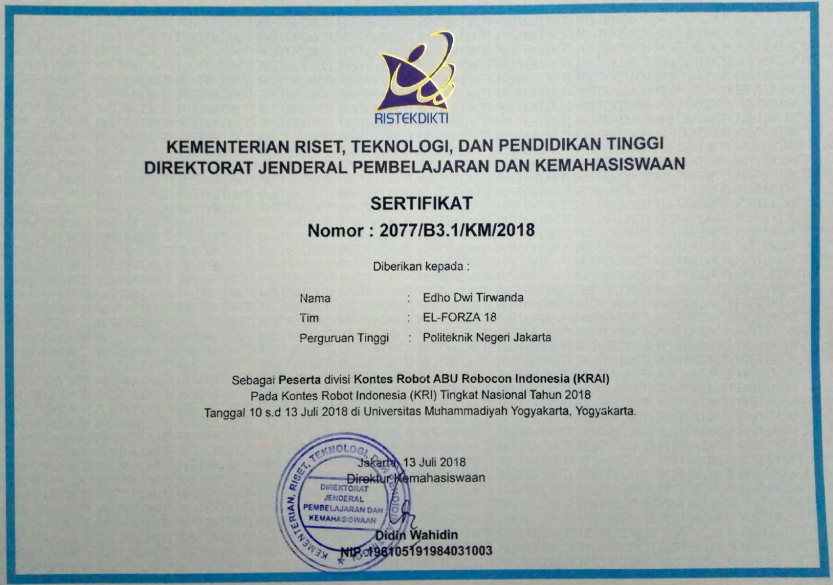 RISTEKDIKTI
KEMENTERIAN RISET, TEKNOLOGI, DAN PENDIDIKAN TINGGI
DIREKTORAT JENDERAL PEMBELAJARAN DAN KEMAHASISWAAN
SERTIFIKAT
Nomor : 2077/B3.1/KM/2018
Diberikan kepada :
Nama : Edho Dwi Tirwanda
Tim : EL-FORZA 18
Perguruan Tinggi : Politeknik Negeri Jakarta
Sebagai Peserta divisi Kontes Robot ABU Robocon Indonesia (KRAI)
Pada Kontes Robot Indonesia (KRI) Tingkat Nasional Tahun 2018
Tanggal 10 s.d 13 Juli 2018 di Universitas Muhammadiyah Yogyakarta, Yogyakarta.
Jakarta, 13 Juli 2018
Direktur Kemahasiswaan
KEMENTERIAN, RISET, TEKNOLOGI, DAN PENDIDIKAN
DIREKTORAT
JENDERAL
PEMBELAJARAN DAN
KEMAHASISWAAN
Didin Wahidin
NIP. 196105191984031003